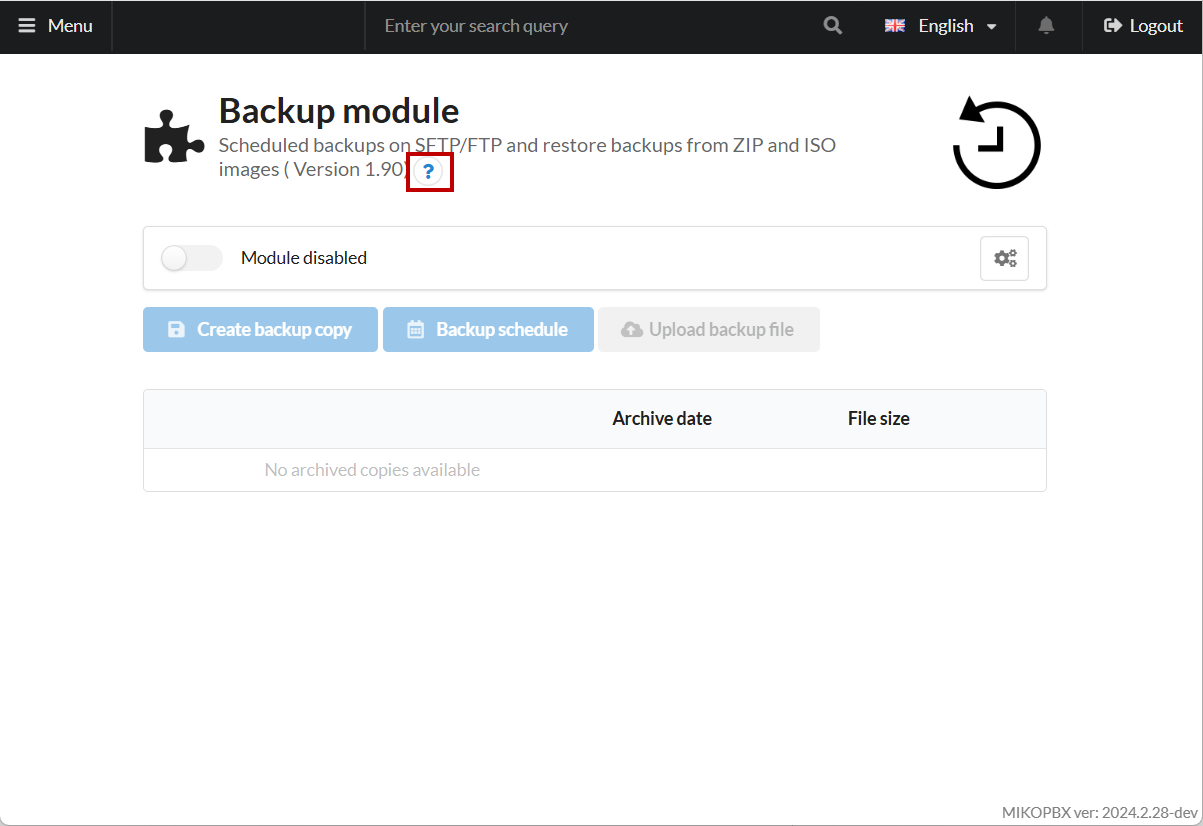 Menu
Enter your search query
English
Logout
Backup module
Scheduled backups on SFTP/FTP and restore backups from ZIP and ISO
images ( Version 1.90)
?
Module disabled
Create backup copy
Backup schedule
Upload backup file
Archive date
File size
No archived copies available
MIKOPBX ver: 2024.2.28-dev